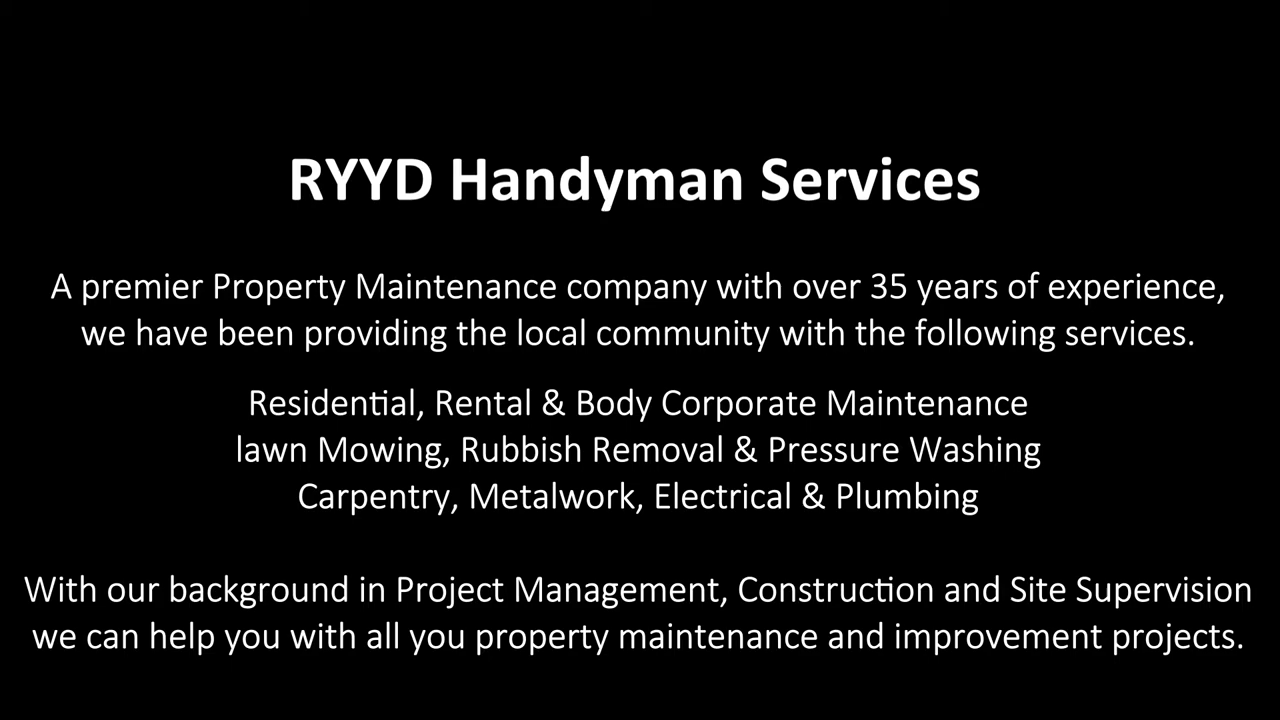 RYYD Handyman Services
A premier Property Maintenance company with over 35 years of experience,
we have been providing the local community with the following services.
Residential, Rental & Body Corporate Maintenance
lawn Mowing, Rubbish Removal & Pressure Washing
Carpentry, Metalwork, Electrical & Plumbing
With our background in Project Management, Construction and Site Supervision
we can help you with all you property maintenance and improvement projects.